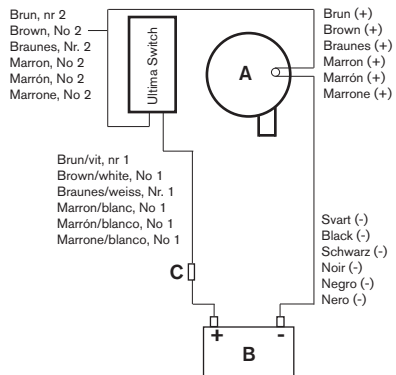 Brun, nr 2
Brown, No 2
Braunes, Nr. 2
Marron, No 2
Marrón, No 2
Marrone, No 2
Ultima Switch
A
Brun (+)
Brown (+)
Braunes (+)
Marron (+)
Marrón (+)
Marrone (+)
Brun/vit, nr 1
Brown/white, No 1
Braunes/weiss, Nr. 1
Marron/blanc, No 1
Marrón/blanco, No 1
Marrone/blanco, No 1
Svart (-)
Black (-)
Schwarz (-)
Noir (-)
Negro (-)
Nero (-)
C
+ -
B